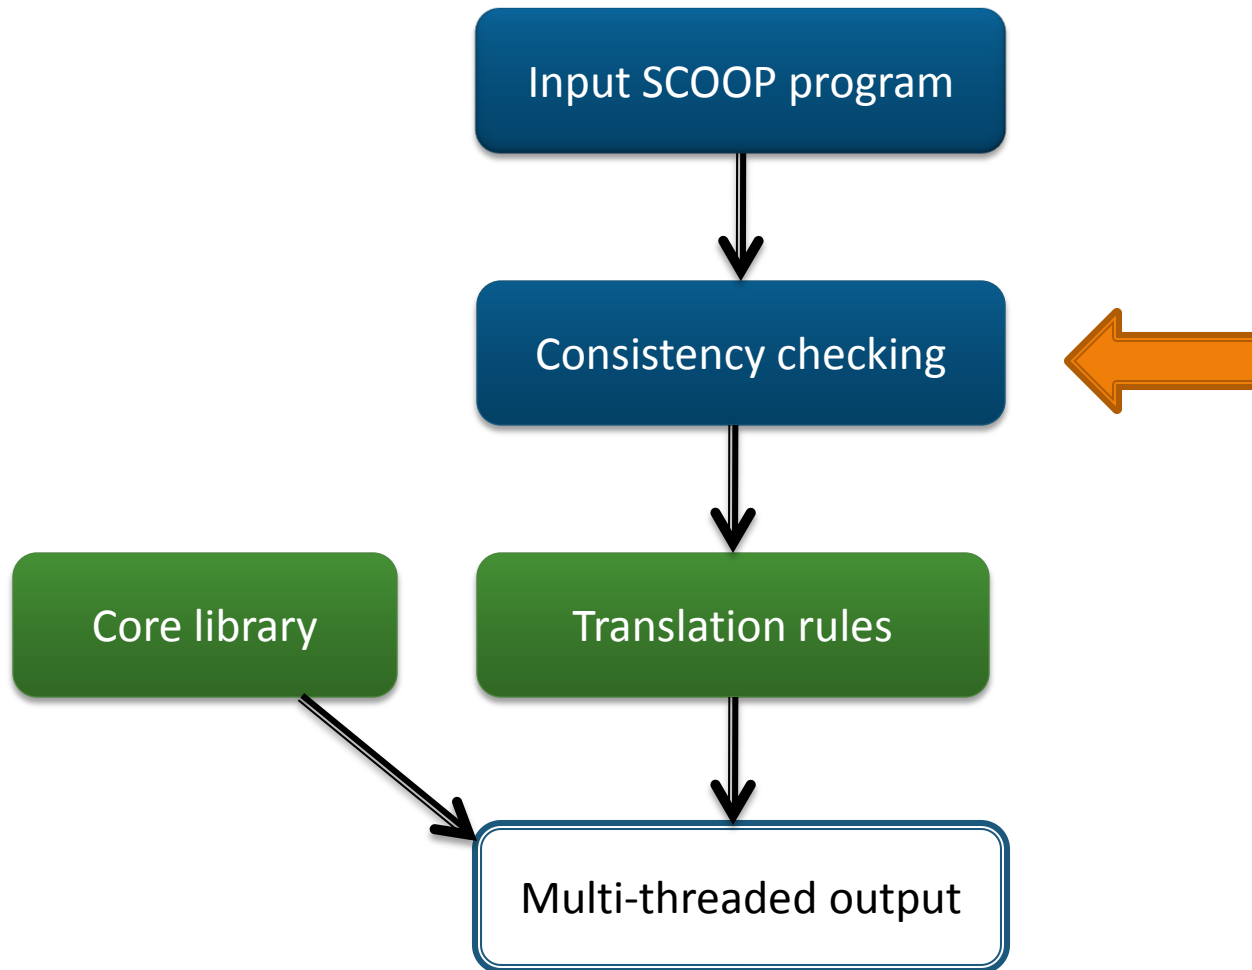 Input SCOOP program
Consistency checking
Core library
Translation rules
Multi-threaded output